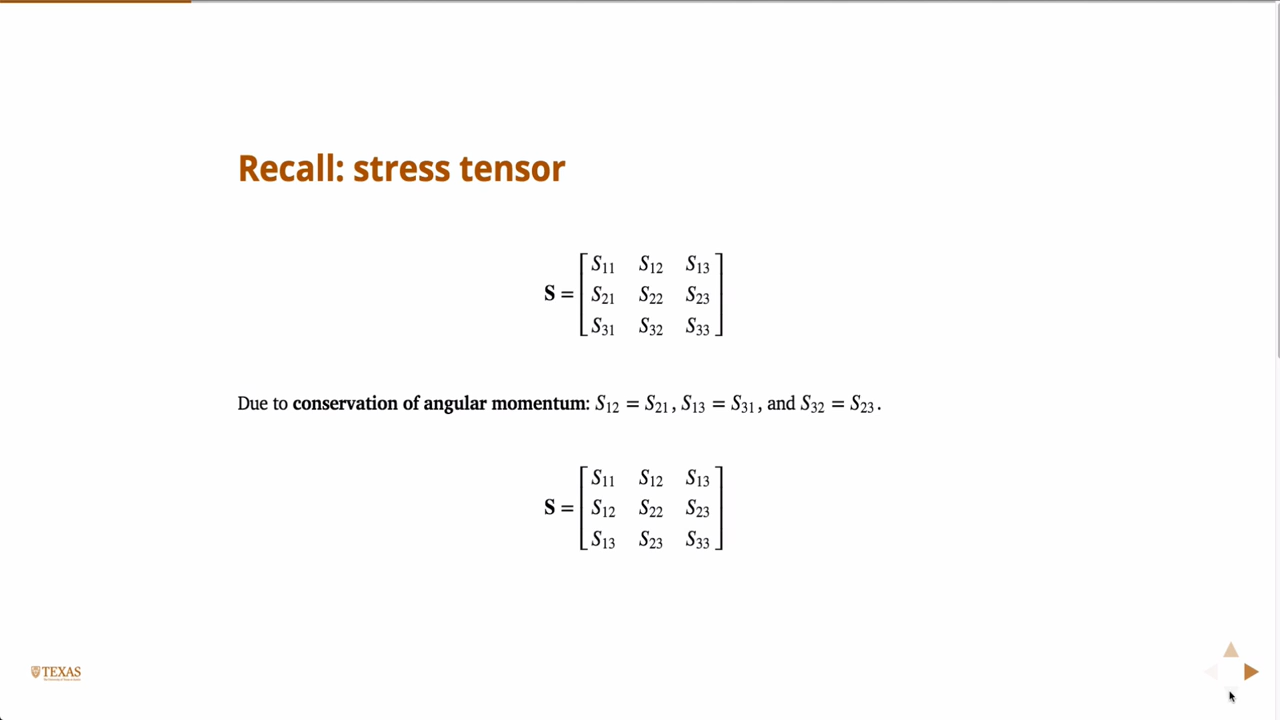 Recall: stress tensor
S = [ S₁₁ S₁₂ S₁₃
S₂₁ S₂₂ S₂₃
S₃₁ S₃₂ S₃₃ ]
Due to conservation of angular momentum: S₁₂ = S₂₁, S₁₃ = S₃₁, and S₃₂ = S₂₃.
S = [ S₁₁ S₁₂ S₁₃
S₁₂ S₂₂ S₂₃
S₁₃ S₂₃ S₃₃ ]
TEXAS